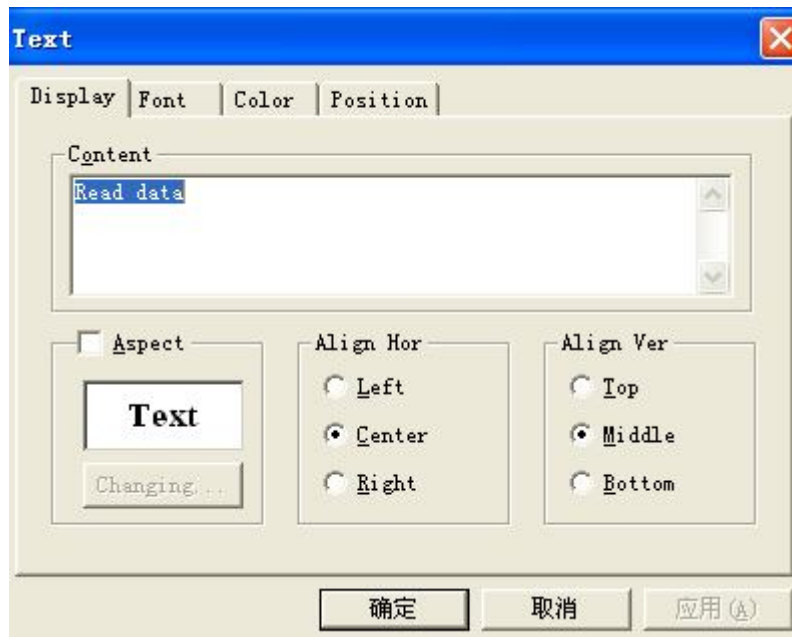 Text
Display Font Color Position
Content
Read data
Aspect
Text
Changing...
Align Hor
Left
Center
Right
Align Ver
Top
Middle
Bottom
确定 取消 应用(A)